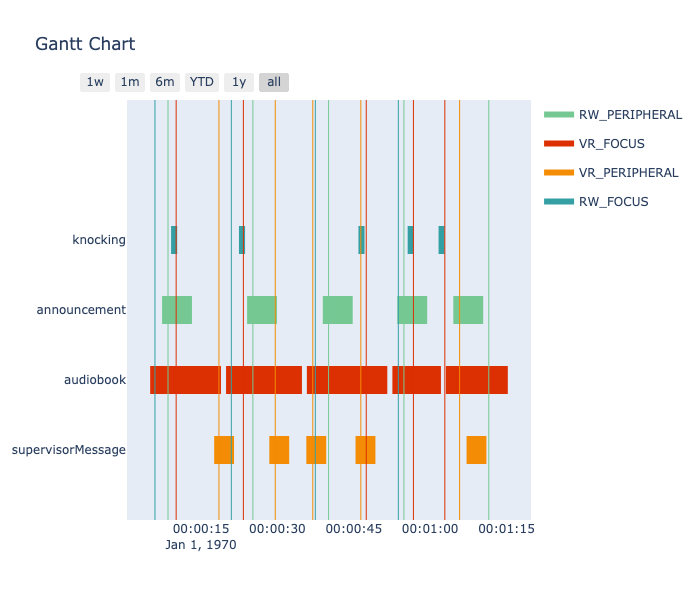 Gantt Chart
1w 1m 6m YTD 1y all
RW_PERIPHERAL
VR_FOCUS
VR_PERIPHERAL
RW_FOCUS
knocking
announcement
audiobook
supervisorMessage
00:00:15 00:00:30 00:00:45 00:01:00 00:01:15
Jan 1, 1970